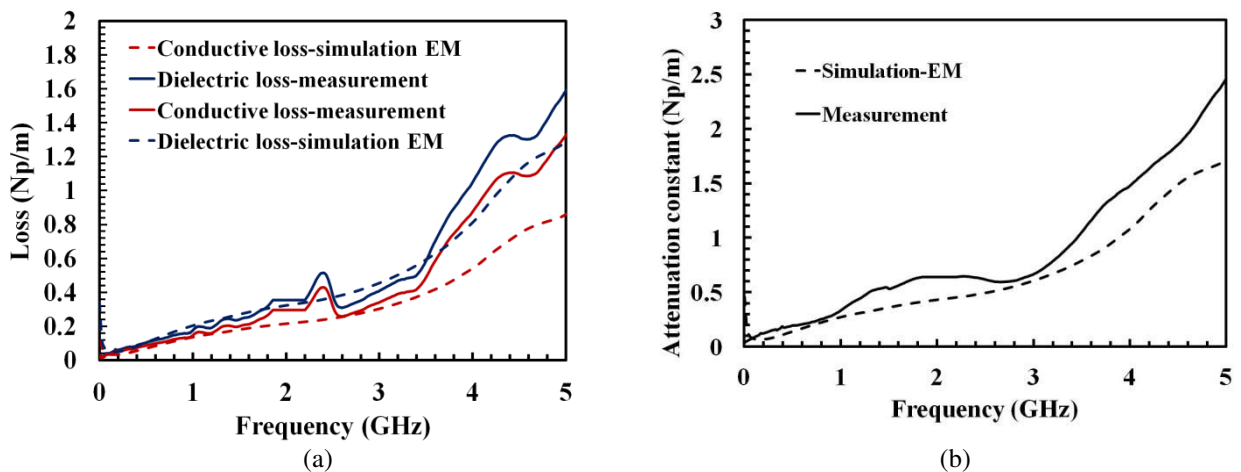 2
1.8
1.6
1.4
1.2
1
0.8
0.6
0.4
0.2
0
Loss (Np/m)
Conductive loss-simulation EM
Dielectric loss-measurement
Conductive loss-measurement
Dielectric loss-simulation EM
0 1 2 3 4 5
Frequency (GHz)
(a)
3
2.5
2
1.5
1
0.5
0
Attenuation constant (Np/m)
Simulation-EM
Measurement
0 1 2 3 4 5
Frequency (GHz)
(b)